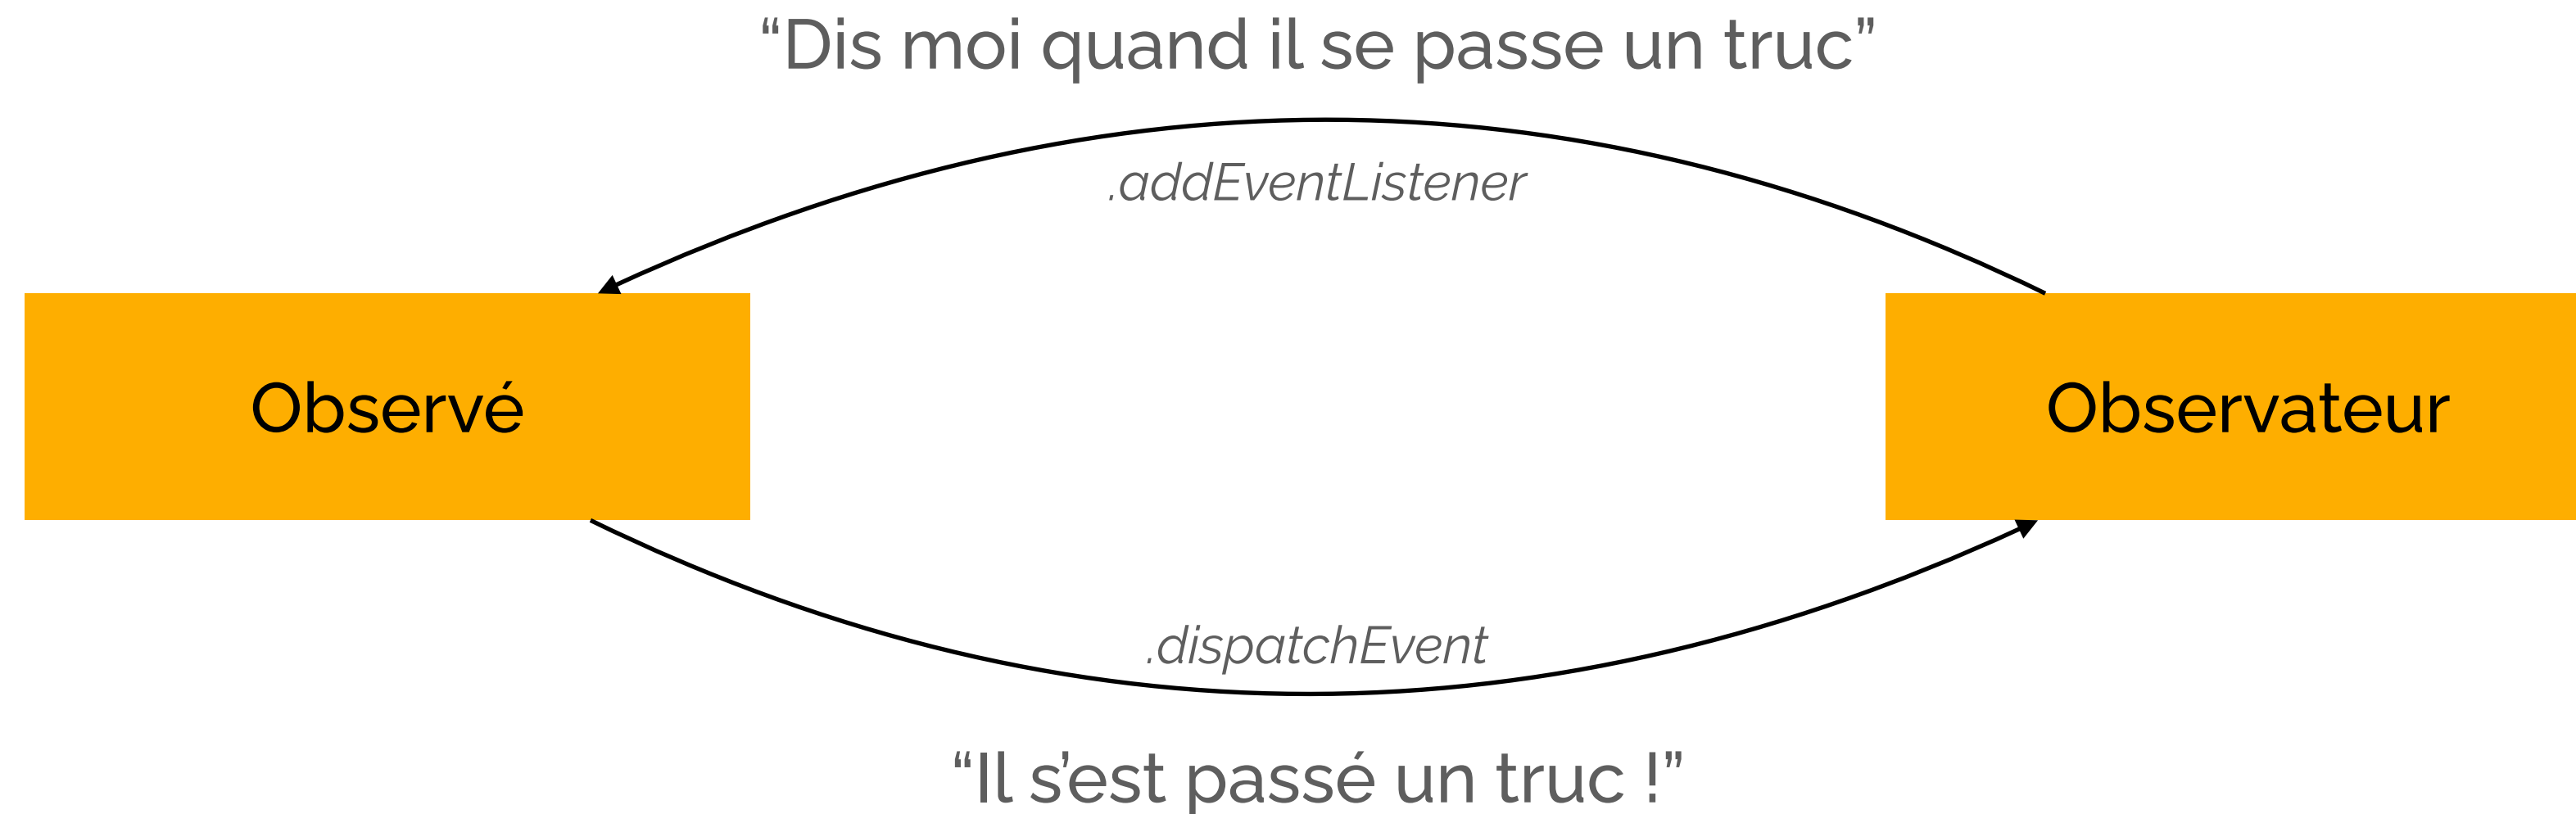 “Dis moi quand il se passe un truc”
.addEventListener
Observé
Observateur
.dispatchEvent
“Il s’est passé un truc !”